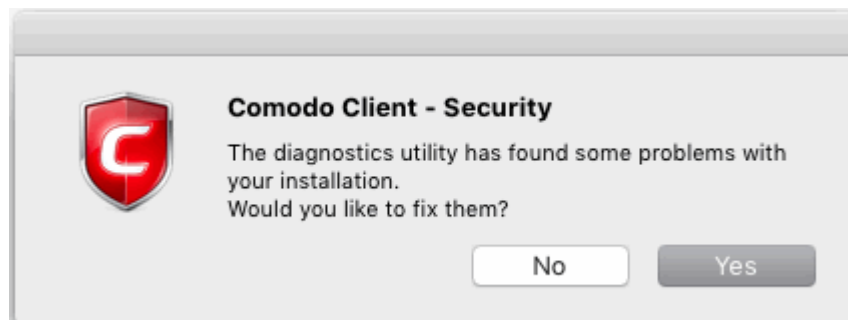 C
Comodo Client - Security
The diagnostics utility has found some problems with
your installation.
Would you like to fix them?
No
Yes